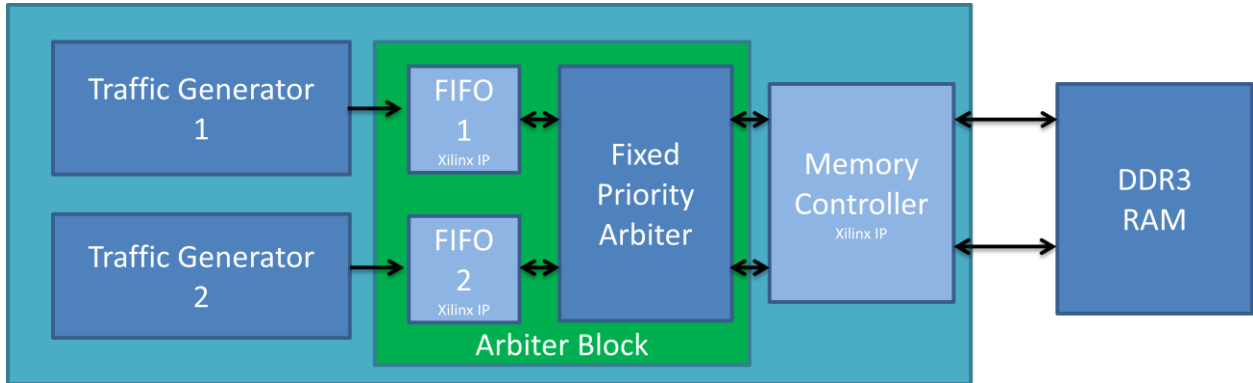 Traffic Generator
1
FIFO
1
Xilinx IP
Traffic Generator
2
FIFO
2
Xilinx IP
Fixed
Priority
Arbiter
Arbiter Block
Memory
Controller
Xilinx IP
DDR3
RAM